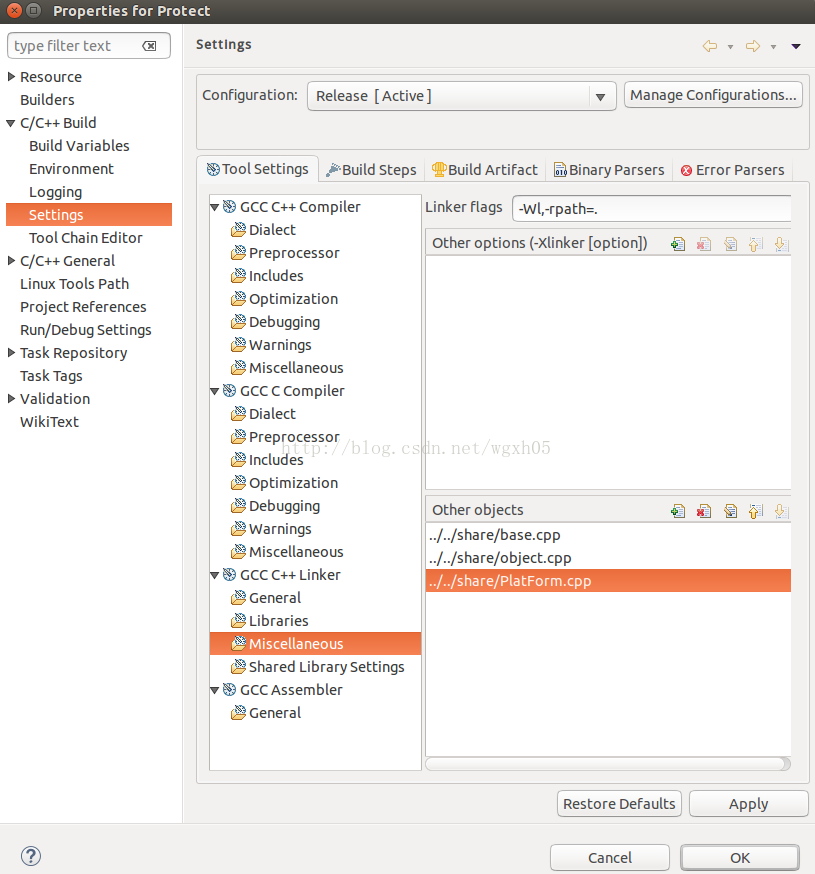 Properties for Protect
type filter text
Resource
Builders
C/C++ Build
Build Variables
Environment
Logging
Settings
Tool Chain Editor
C/C++ General
Linux Tools Path
Project References
Run/Debug Settings
Task Repository
Task Tags
Validation
WikiText
Settings
Configuration: Release [ Active ] Manage Configurations...
Tool Settings Build Steps Build Artifact Binary Parsers Error Parsers
GCC C++ Compiler
Dialect
Preprocessor
Includes
Optimization
Debugging
Warnings
Miscellaneous
GCC C Compiler
Dialect
Preprocessor
Includes
Optimization
Debugging
Warnings
Miscellaneous
GCC C++ Linker
General
Libraries
Miscellaneous
Shared Library Settings
GCC Assembler
General
Linker flags -Wl,-rpath=.
Other options (-Xlinker [option])
Other objects
../../share/base.cpp
../../share/object.cpp
../../share/PlatForm.cpp
http://blog.csdn.net/wgxh05
Restore Defaults Apply
Cancel OK